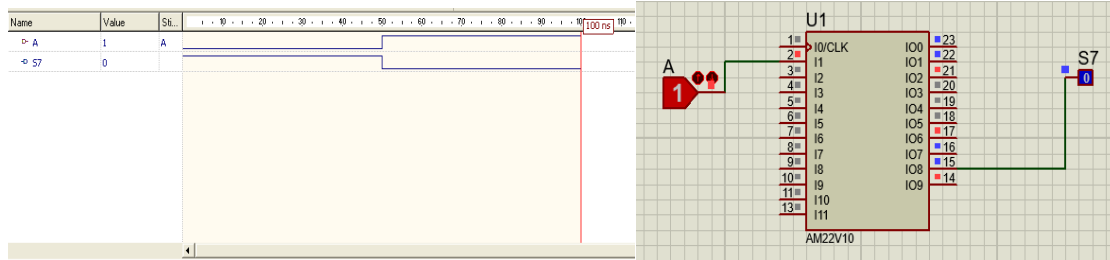 Name Value Sti... 10 20 30 40 50 60 70 80 90 100 ns 110
A 1 A
S7 0
U1
A
1
S7
0
1 I0/CLK IO0 23
2 I1 IO1 22
3 I2 IO2 21
4 I3 IO3 20
5 I4 IO4 19
6 I5 IO5 18
7 I6 IO6 17
8 I7 IO7 16
9 I8 IO8 15
10 I9 IO9 14
11 I10
13 I11
AM22V10